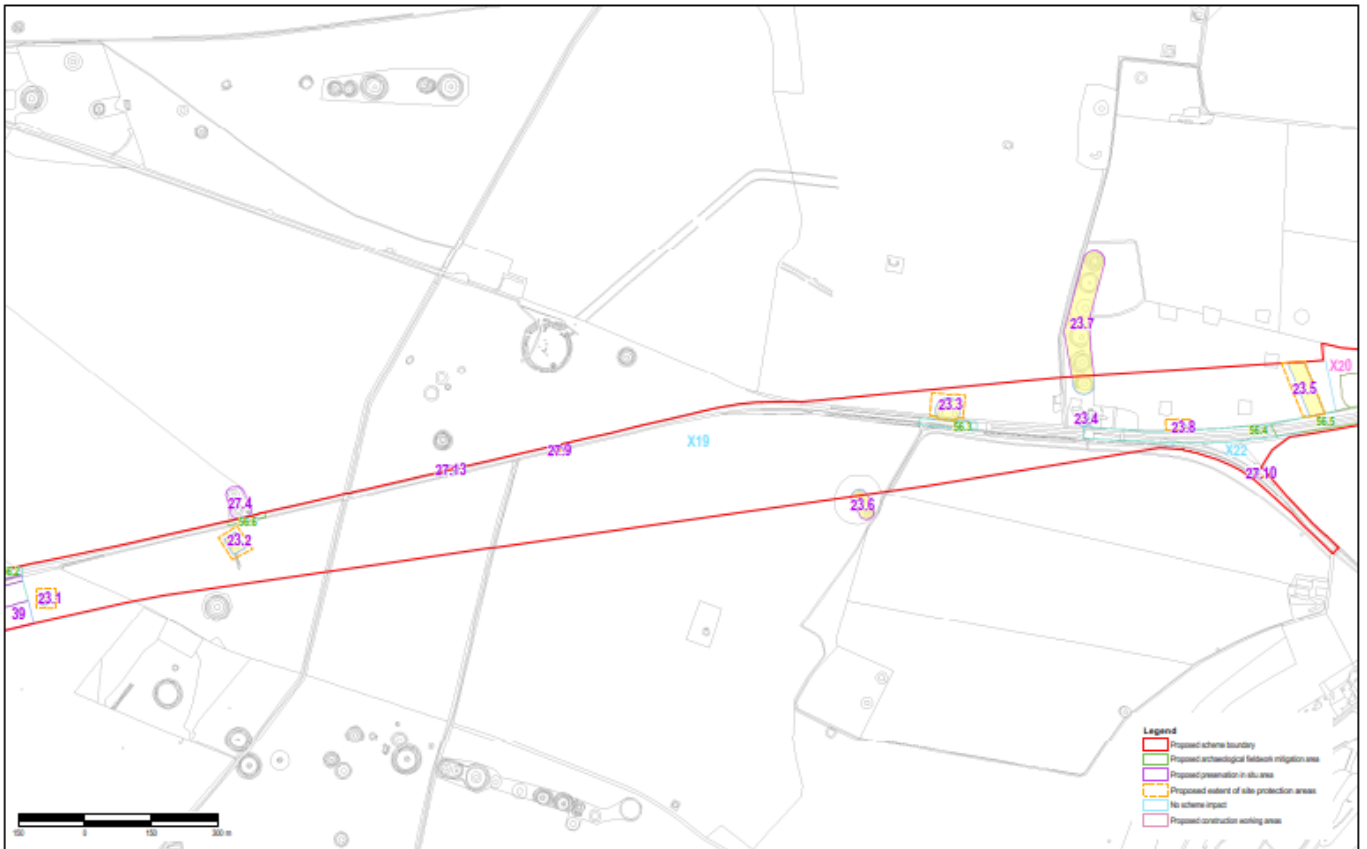 23.7
X20
23.5
23.3
56.3
23.4
23.8
56.4
56.5
X19
X22
27.9
27.13
27.10
27.4
56.6
23.6
23.2
23.1
39
Legend
Proposed scheme boundary
Proposed archaeological fieldwork mitigation area
Proposed preservation in situ area
Proposed extent of site protection areas
No scheme impact
Proposed construction working areas
150 0 150 300 m